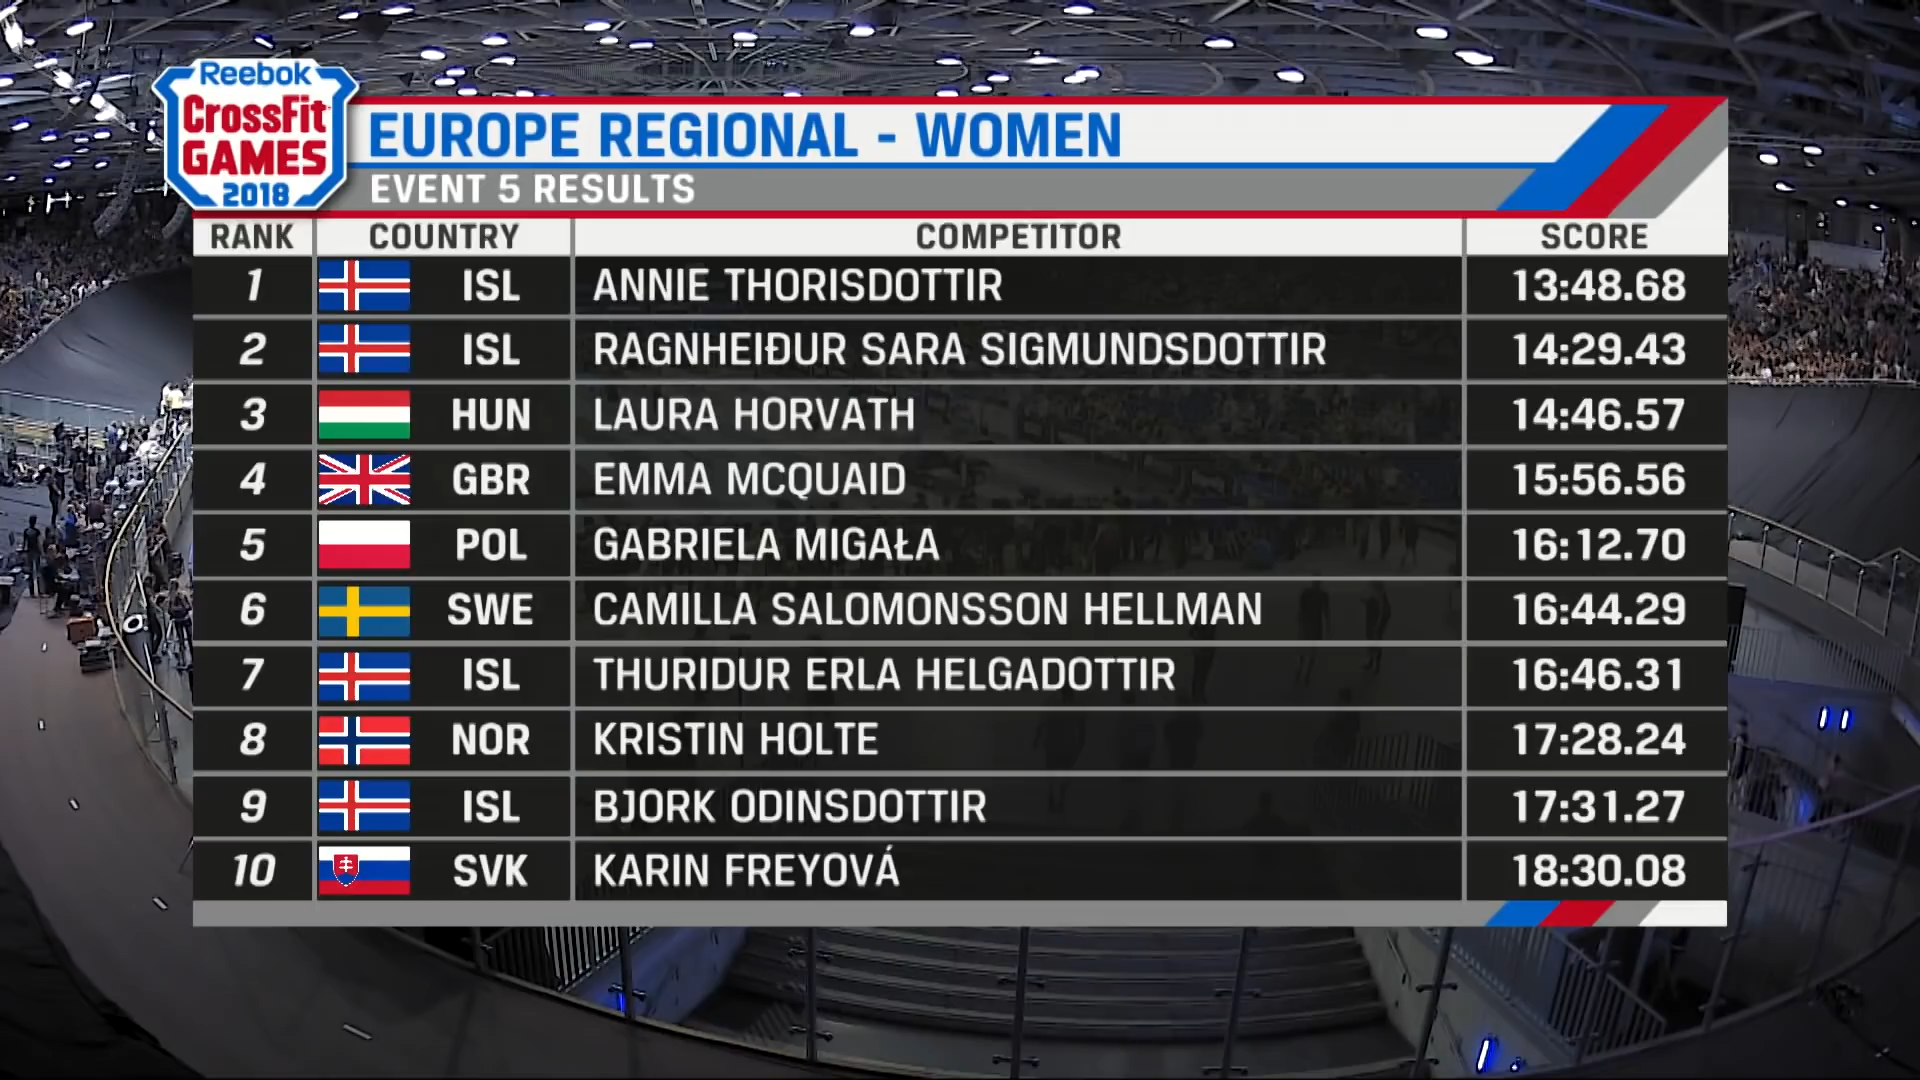 Reebok
CrossFit
GAMES
2018
EUROPE REGIONAL - WOMEN
EVENT 5 RESULTS
RANK COUNTRY COMPETITOR SCORE
1 ISL ANNIE THORISDOTTIR 13:48.68
2 ISL RAGNHEIÐUR SARA SIGMUNDSDOTTIR 14:29.43
3 HUN LAURA HORVATH 14:46.57
4 GBR EMMA MCQUAID 15:56.56
5 POL GABRIELA MIGAŁA 16:12.70
6 SWE CAMILLA SALOMONSSON HELLMAN 16:44.29
7 ISL THURIDUR ERLA HELGADOTTIR 16:46.31
8 NOR KRISTIN HOLTE 17:28.24
9 ISL BJORK ODINSDOTTIR 17:31.27
10 SVK KARIN FREYOVÁ 18:30.08